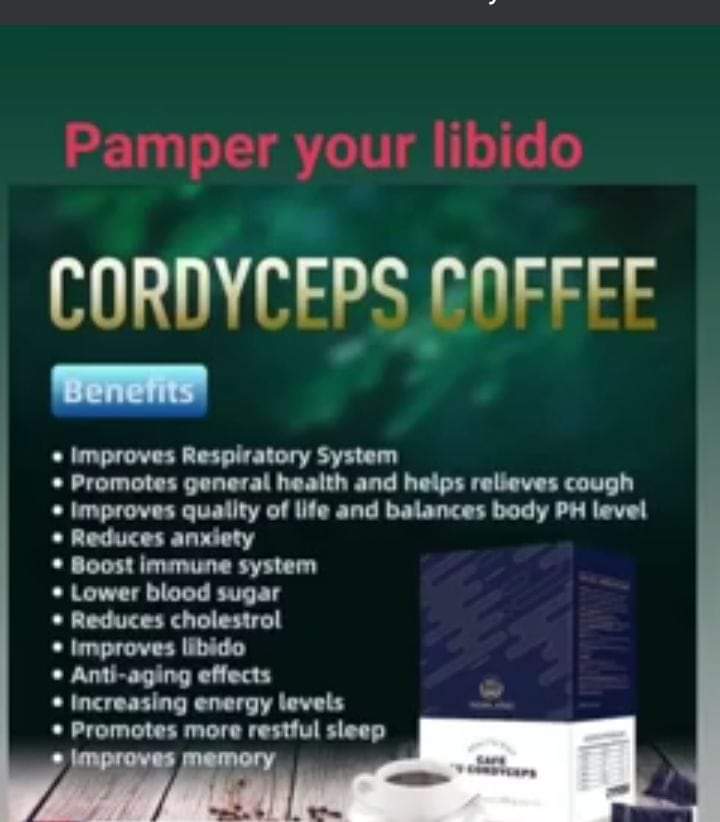 Pamper your libido
CORDYCEPS COFFEE
Benefits
• Improves Respiratory System
• Promotes general health and helps relieves cough
• Improves quality of life and balances body PH level
• Reduces anxiety
• Boost immune system
• Lower blood sugar
• Reduces cholestrol
• Improves libido
• Anti-aging effects
• Increasing energy levels
• Promotes more restful sleep
• Improves memory
CAFÉ
CORDYCEPS